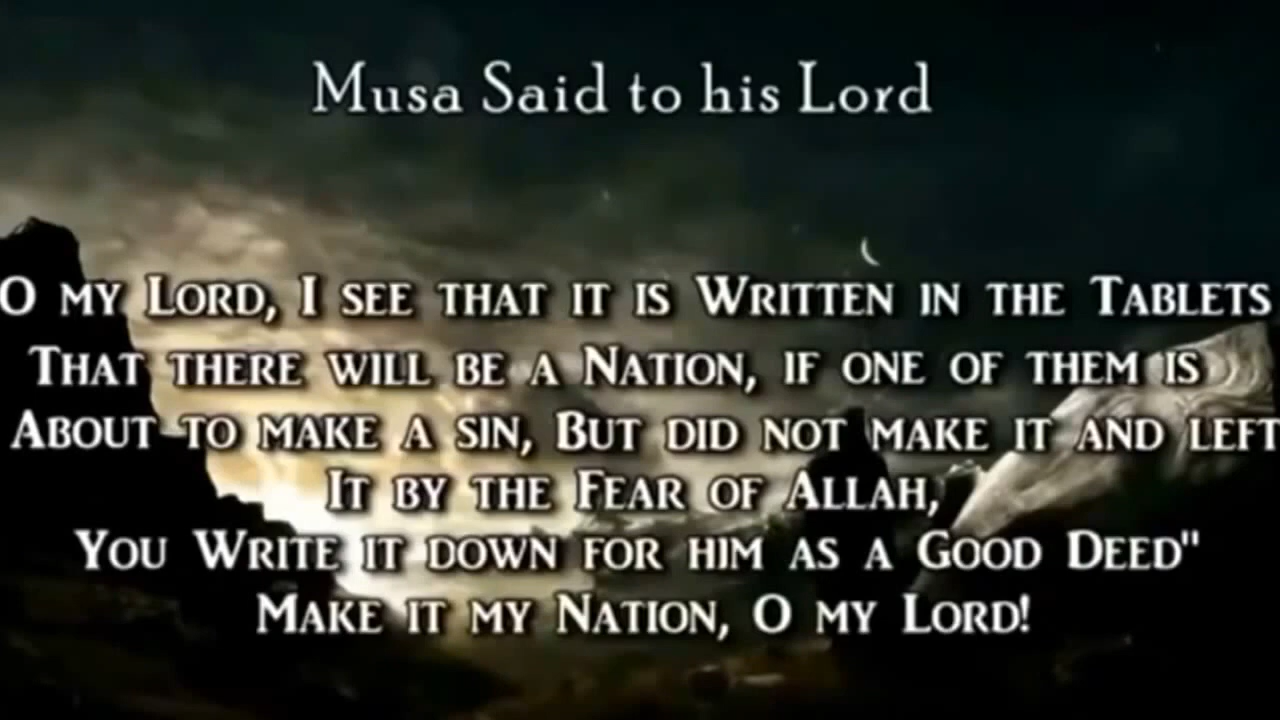 Musa Said to his Lord
O my Lord, I see that it is Written in the Tablets
That there will be a Nation, if one of them is
About to make a sin, But did not make it and left
It by the Fear of Allah,
You Write it down for him as a Good Deed"
Make it my Nation, O my Lord!